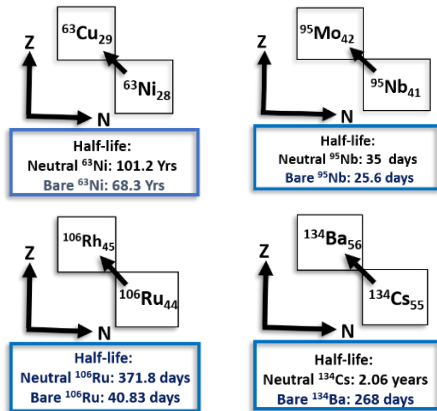 Z
⁶³Cu₂₉
⁶³Ni₂₈
N
Half-life:
Neutral ⁶³Ni: 101.2 Yrs
Bare ⁶³Ni: 68.3 Yrs
Z
⁹⁵Mo₄₂
⁹⁵Nb₄₁
N
Half-life:
Neutral ⁹⁵Nb: 35 days
Bare ⁹⁵Nb: 25.6 days
Z
¹⁰⁶Rh₄₅
¹⁰⁶Ru₄₄
N
Half-life:
Neutral ¹⁰⁶Ru: 371.8 days
Bare ¹⁰⁶Ru: 40.83 days
Z
¹³⁴Ba₅₆
¹³⁴Cs₅₅
N
Half-life:
Neutral ¹³⁴Cs: 2.06 years
Bare ¹³⁴Ba: 268 days